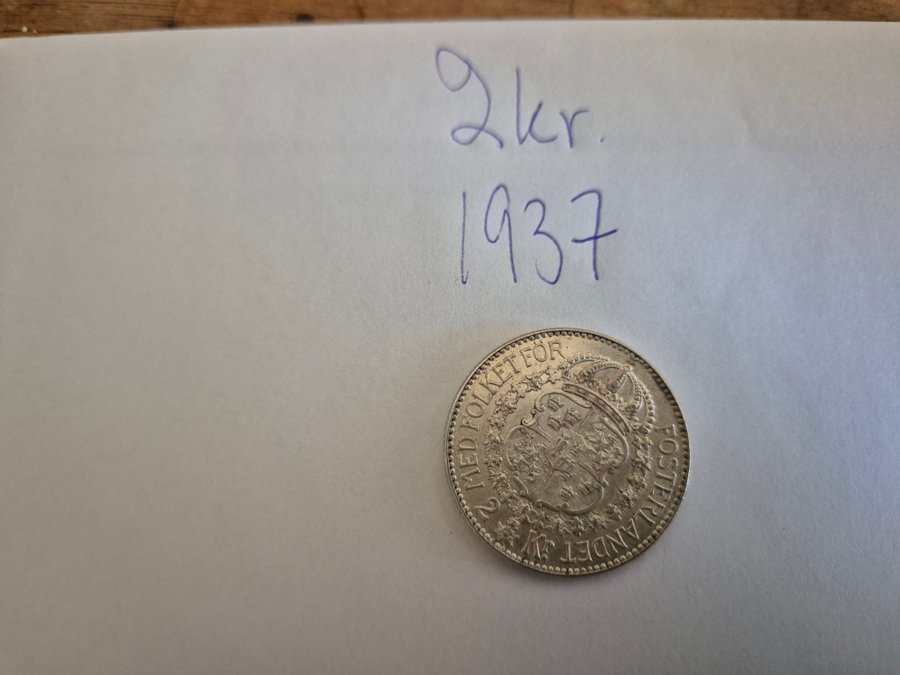 2kr.
1937
2 MED FOLKET FÖR FOSTERLANDET Kr